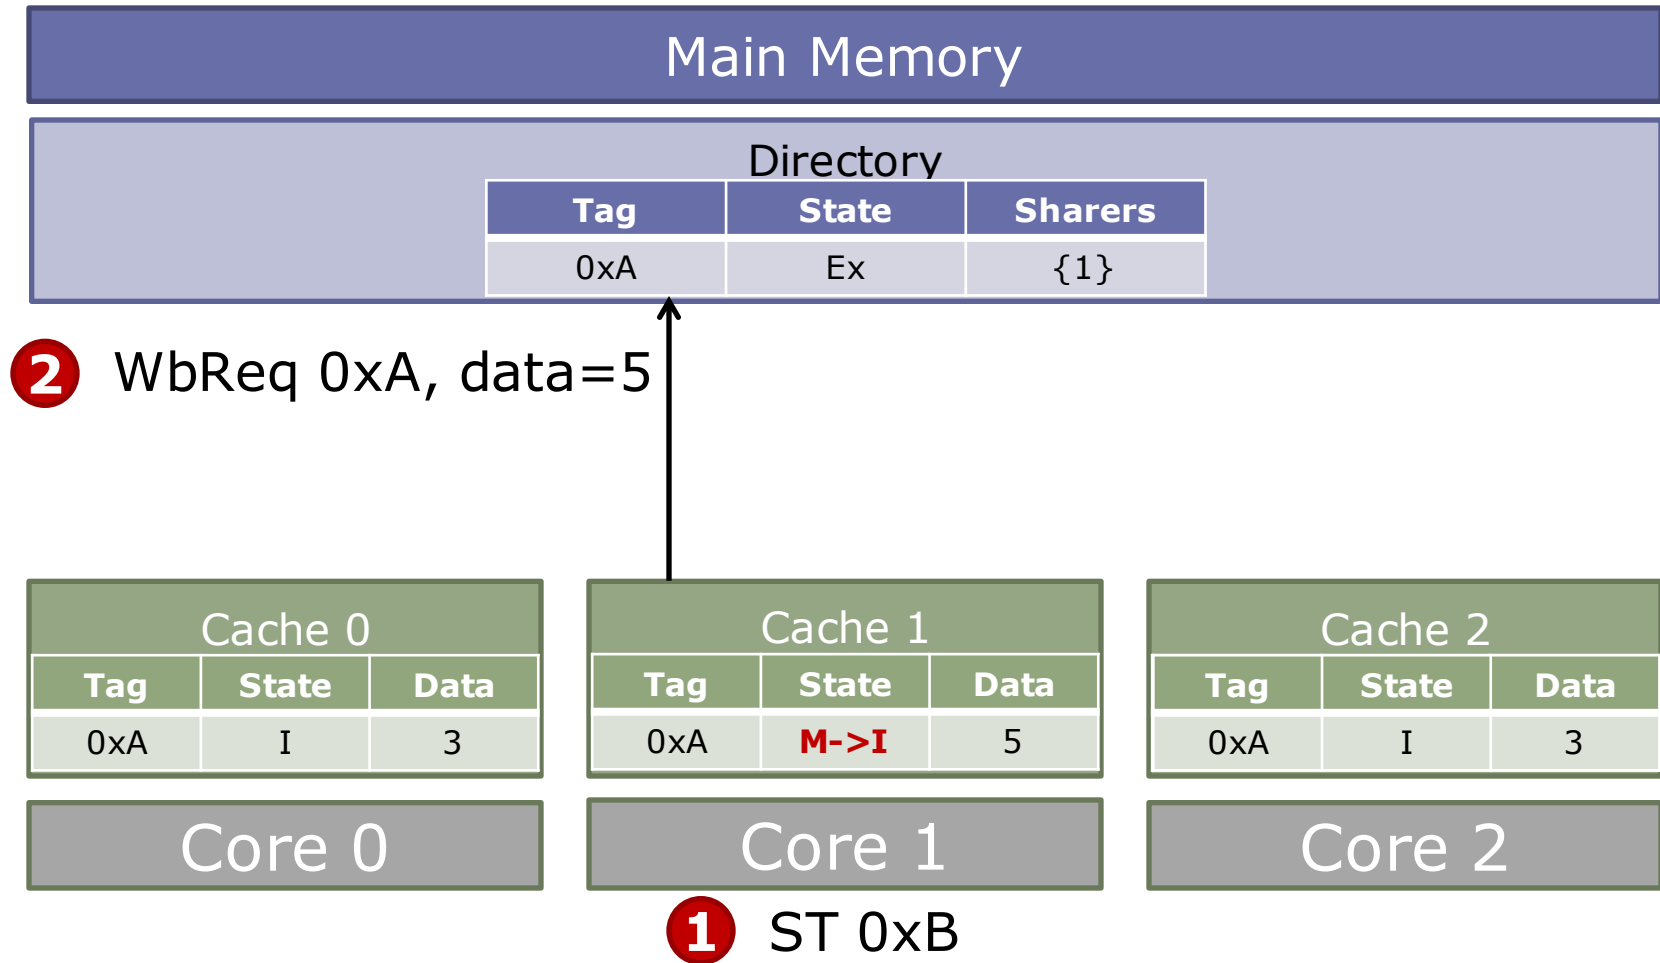 Main Memory
Directory
Tag State Sharers
0xA Ex {1}
2 WbReq 0xA, data=5
Cache 0 Cache 1 Cache 2
Tag State Data Tag State Data Tag State Data
0xA I 3 0xA M->I 5 0xA I 3
Core 0 Core 1 Core 2
1 ST 0xB